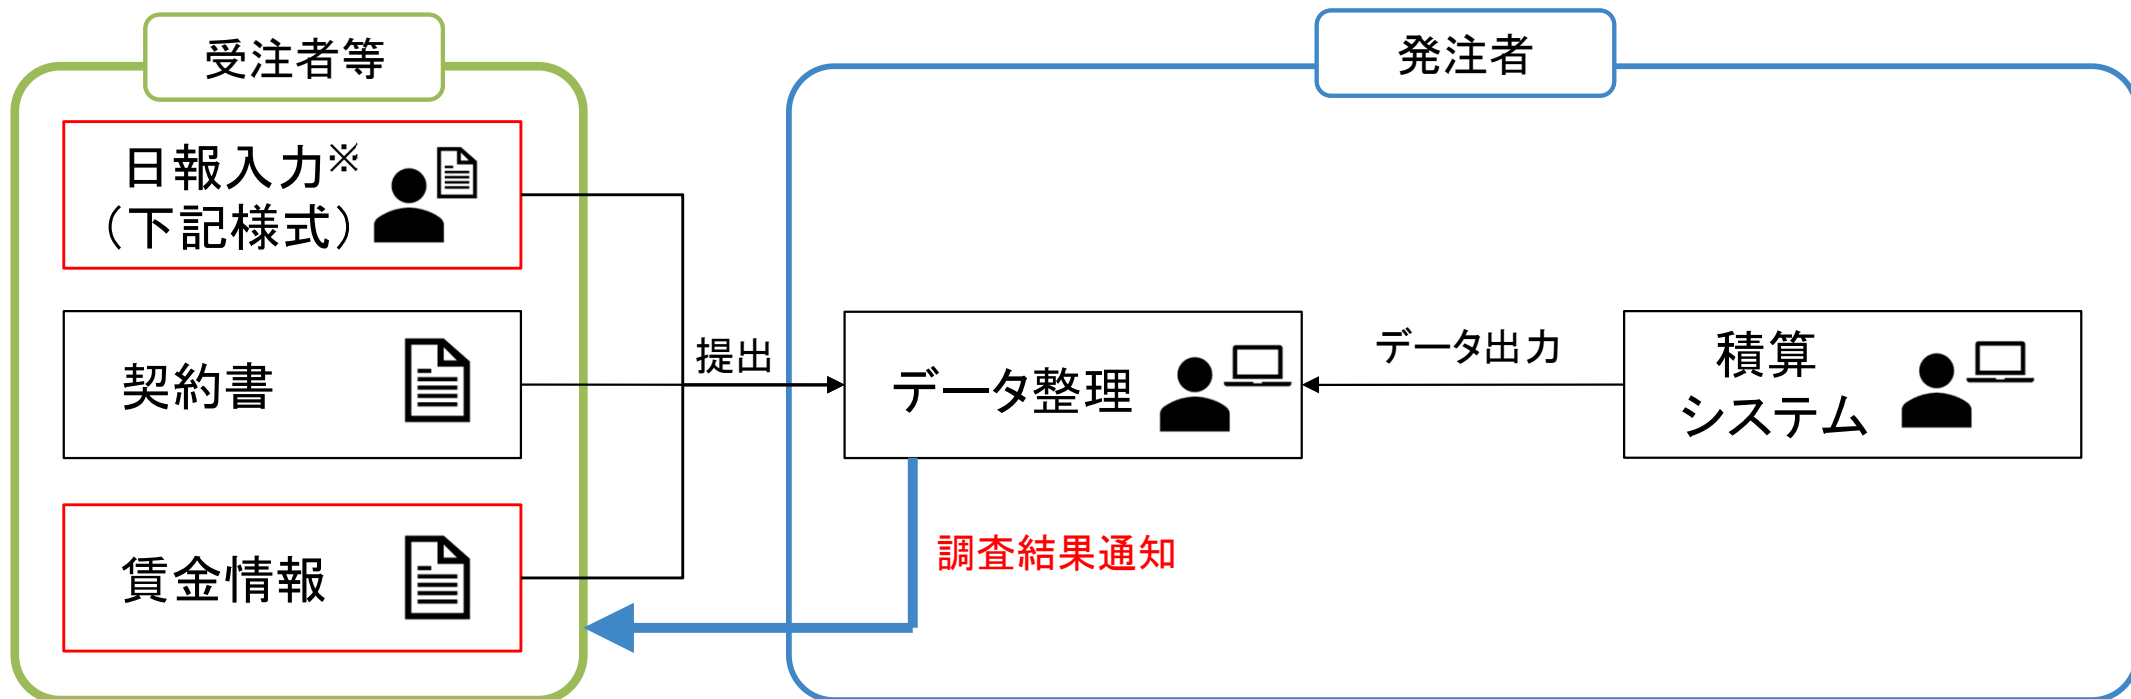 受注者等
発注者
日報入力※
（下記様式）
契約書
賃金情報
提出
データ整理
データ出力
積算
システム
調査結果通知